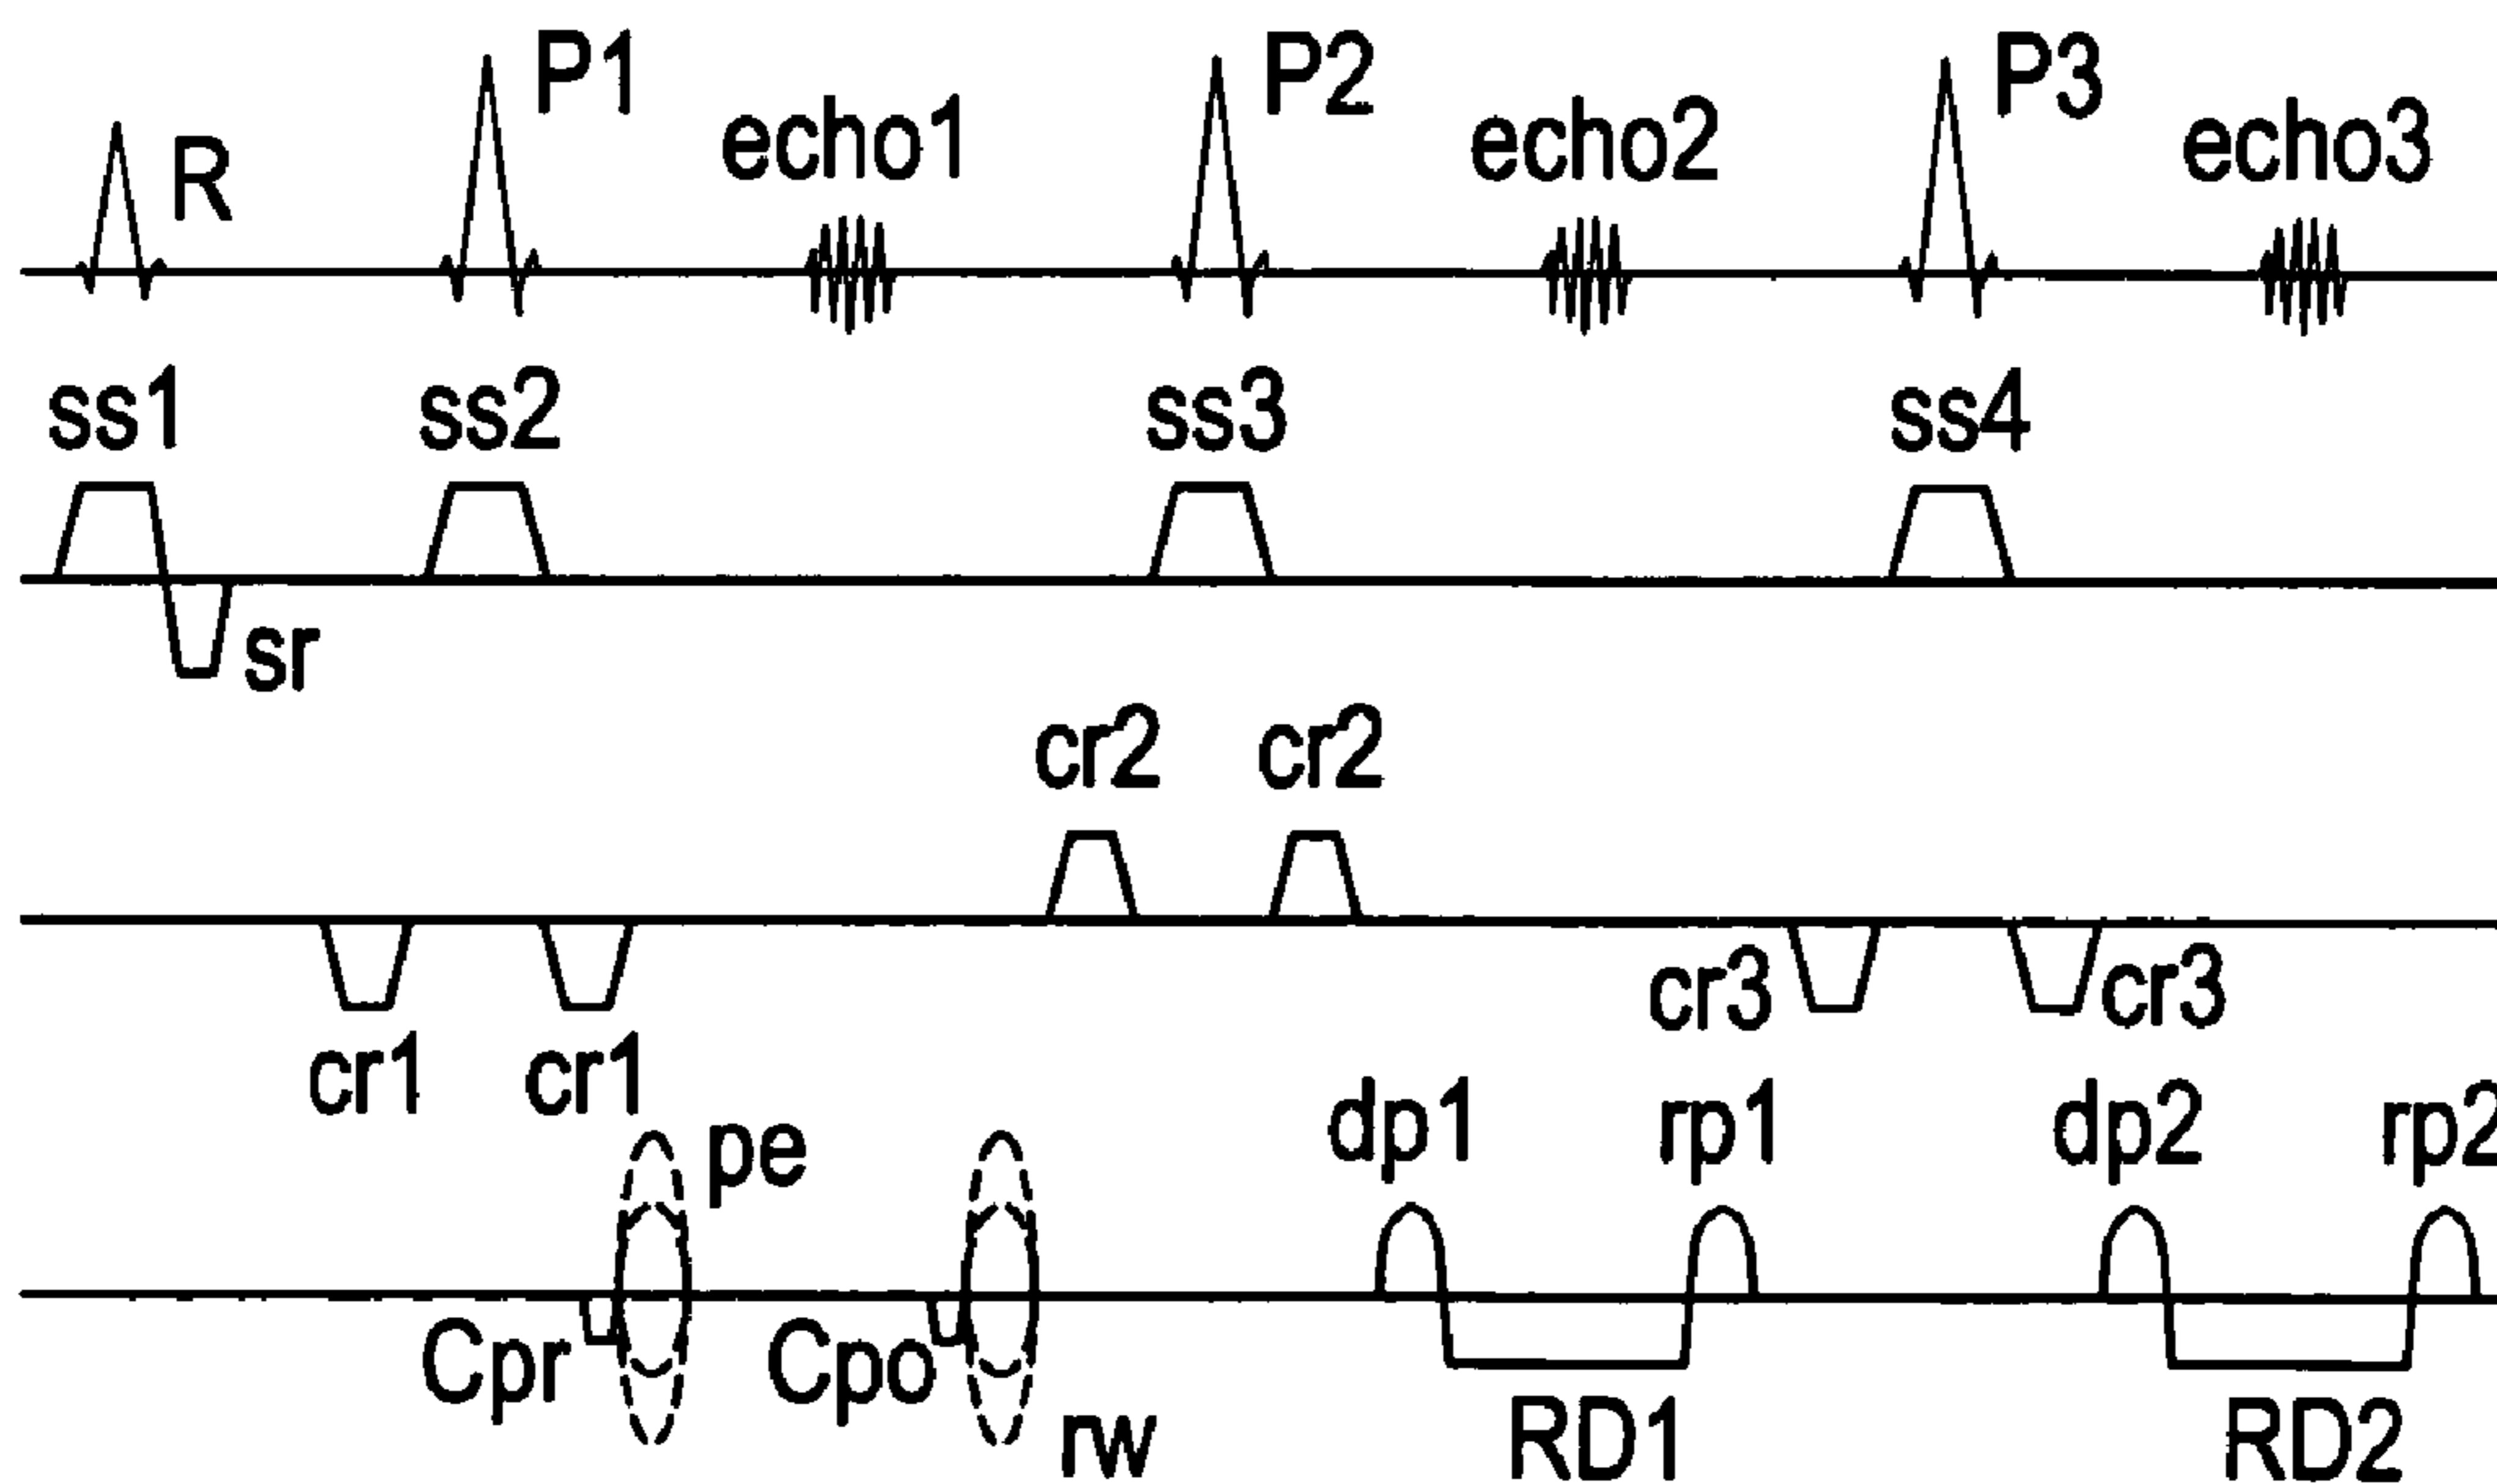 R P1 echo1 P2 echo2 P3 echo3
ss1 ss2 ss3 ss4
sr
cr2 cr2
cr3 cr3
cr1 cr1
pe dp1 rp1 dp2 rp2
Cpr Cpo
rw RD1 RD2